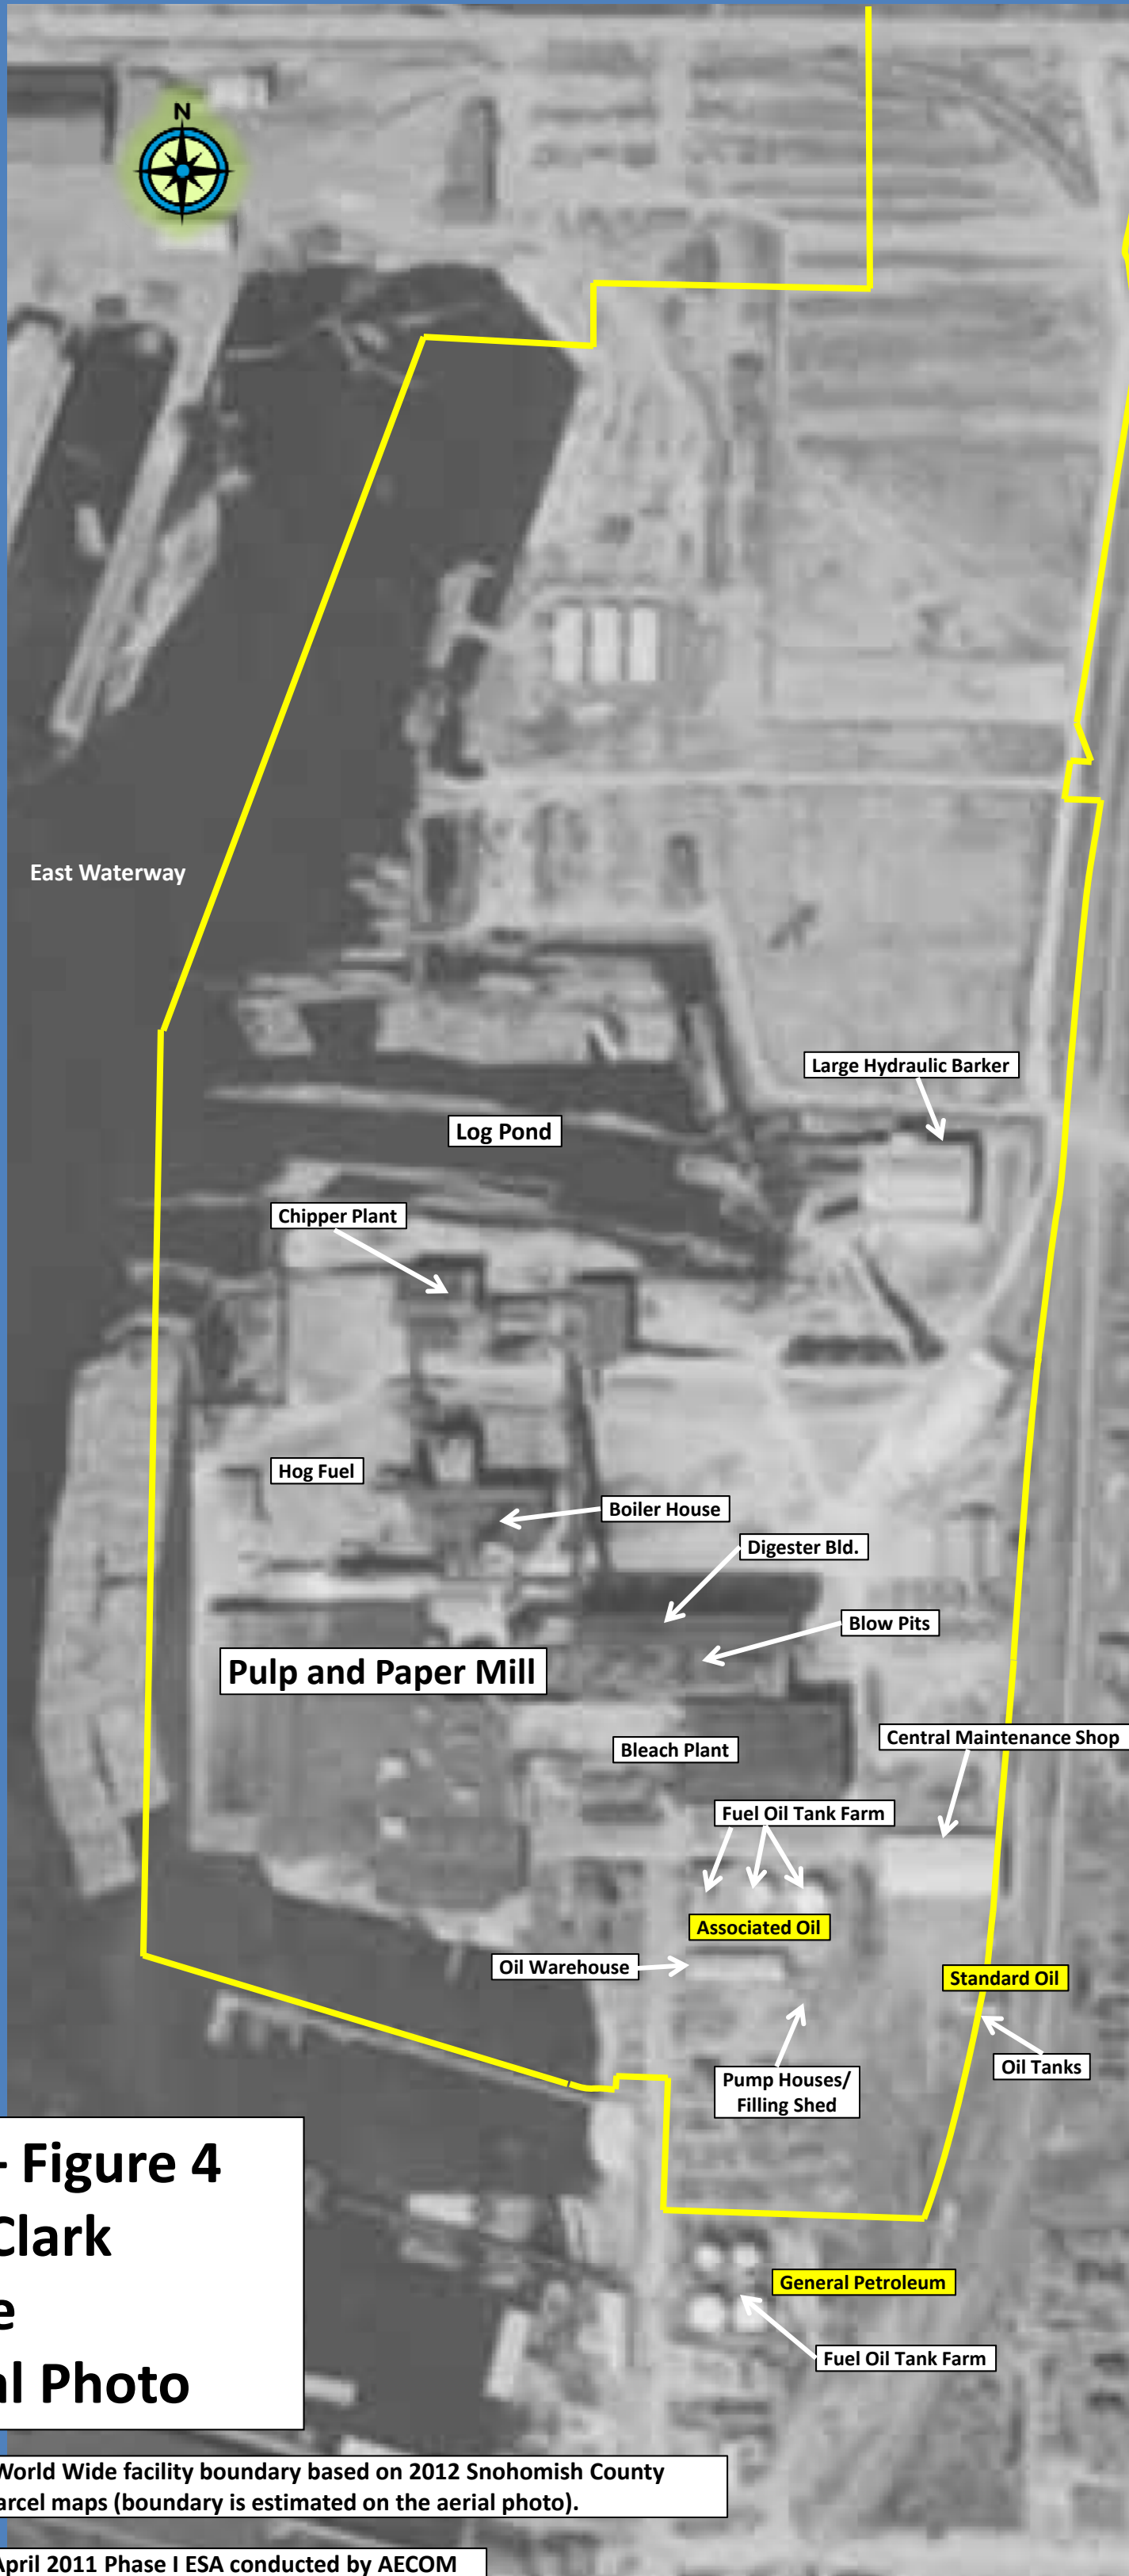 N
East Waterway
Large Hydraulic Barker
Log Pond
Chipper Plant
Hog Fuel
Boiler House
Digester Bld.
Blow Pits
Pulp and Paper Mill
Central Maintenance Shop
Bleach Plant
Fuel Oil Tank Farm
Associated Oil
Oil Warehouse
Standard Oil
Oil Tanks
Pump Houses/
Filling Shed
- Figure 4
Clark
e
al Photo
General Petroleum
Fuel Oil Tank Farm
World Wide facility boundary based on 2012 Snohomish County
arcel maps (boundary is estimated on the aerial photo).
April 2011 Phase I ESA conducted by AECOM